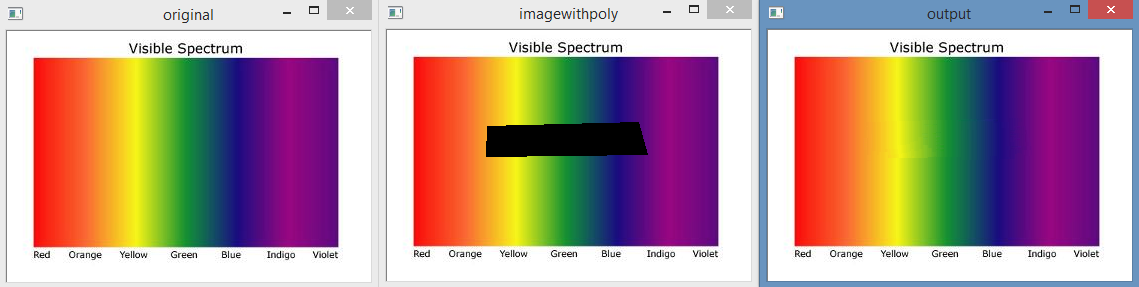 original
Visible Spectrum
Red Orange Yellow Green Blue Indigo Violet
imagewithpoly
Visible Spectrum
Red Orange Yellow Green Blue Indigo Violet
output
Visible Spectrum
Red Orange Yellow Green Blue Indigo Violet